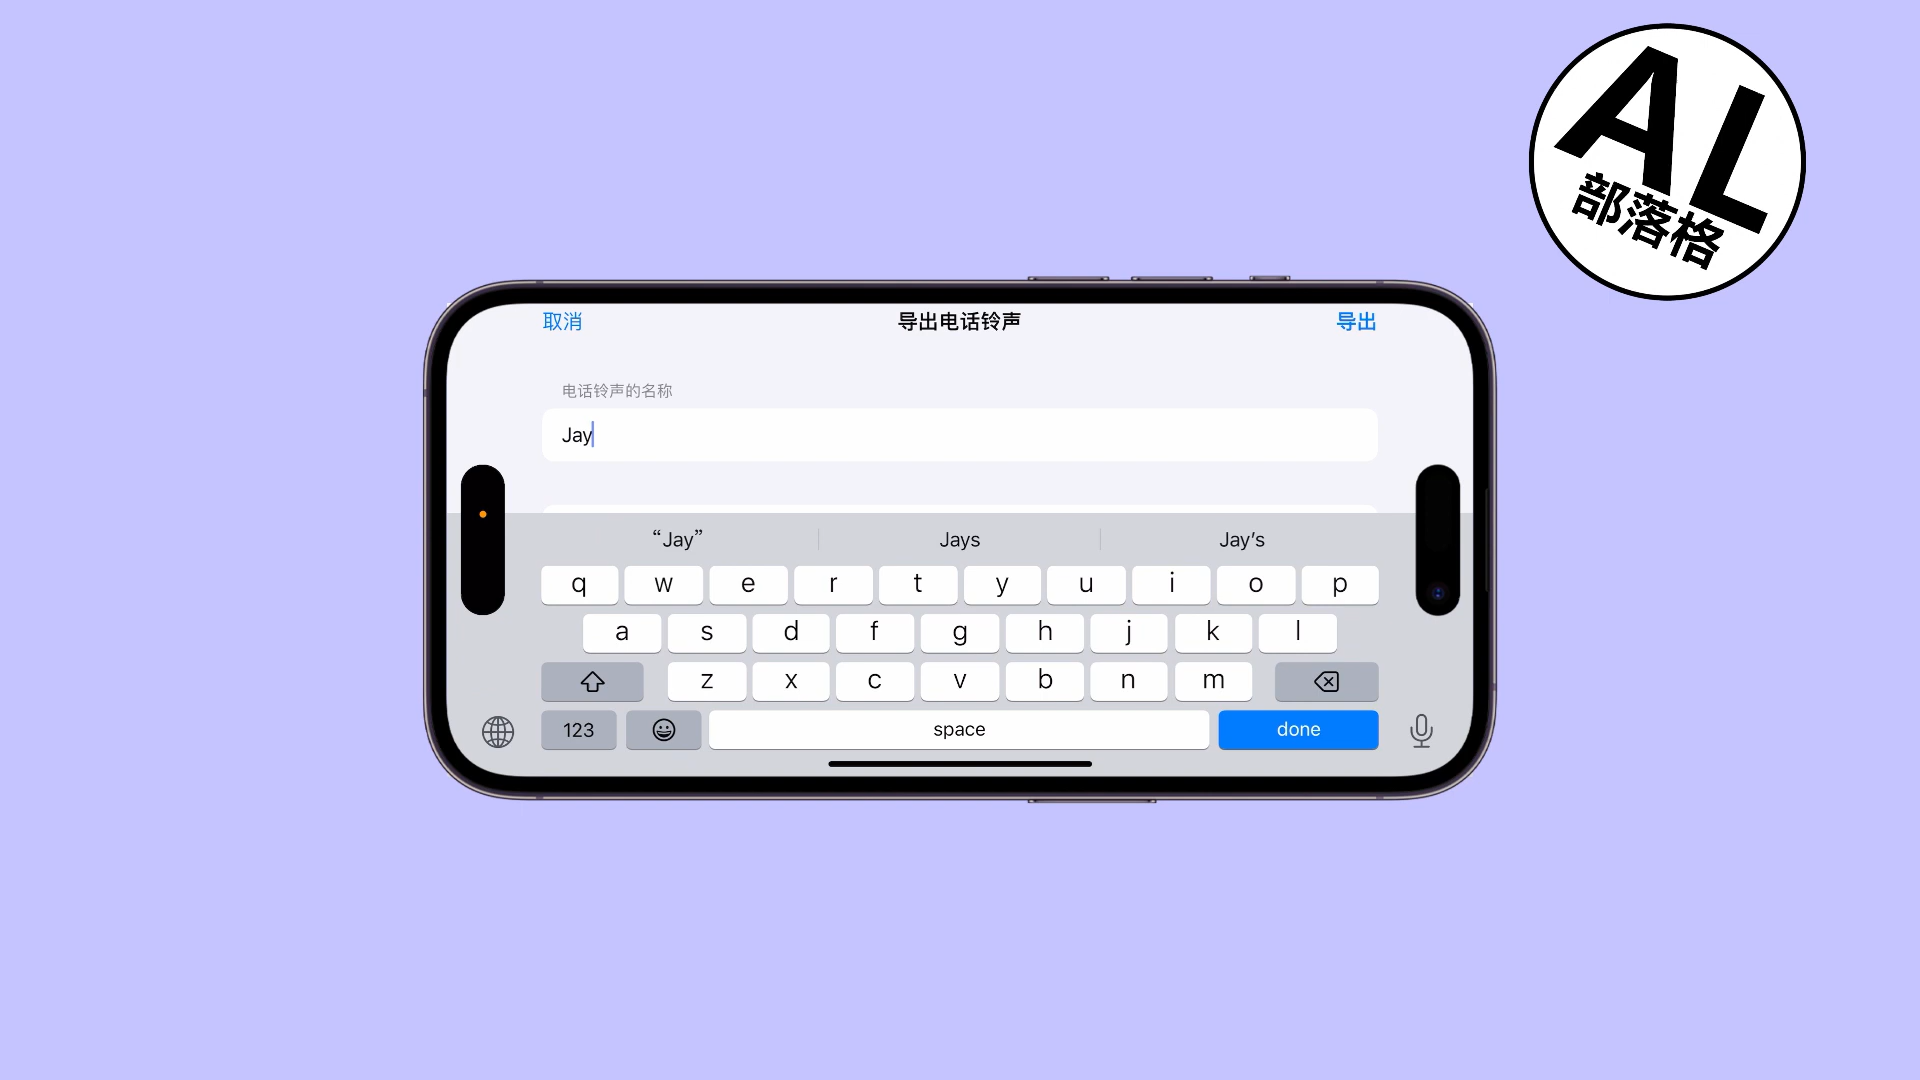 AL
部落格
取消 导出电话铃声 导出
电话铃声的名称
Jay
“Jay” Jays Jay’s
q w e r t y u i o p
a s d f g h j k l
z x c v b n m
123 space done